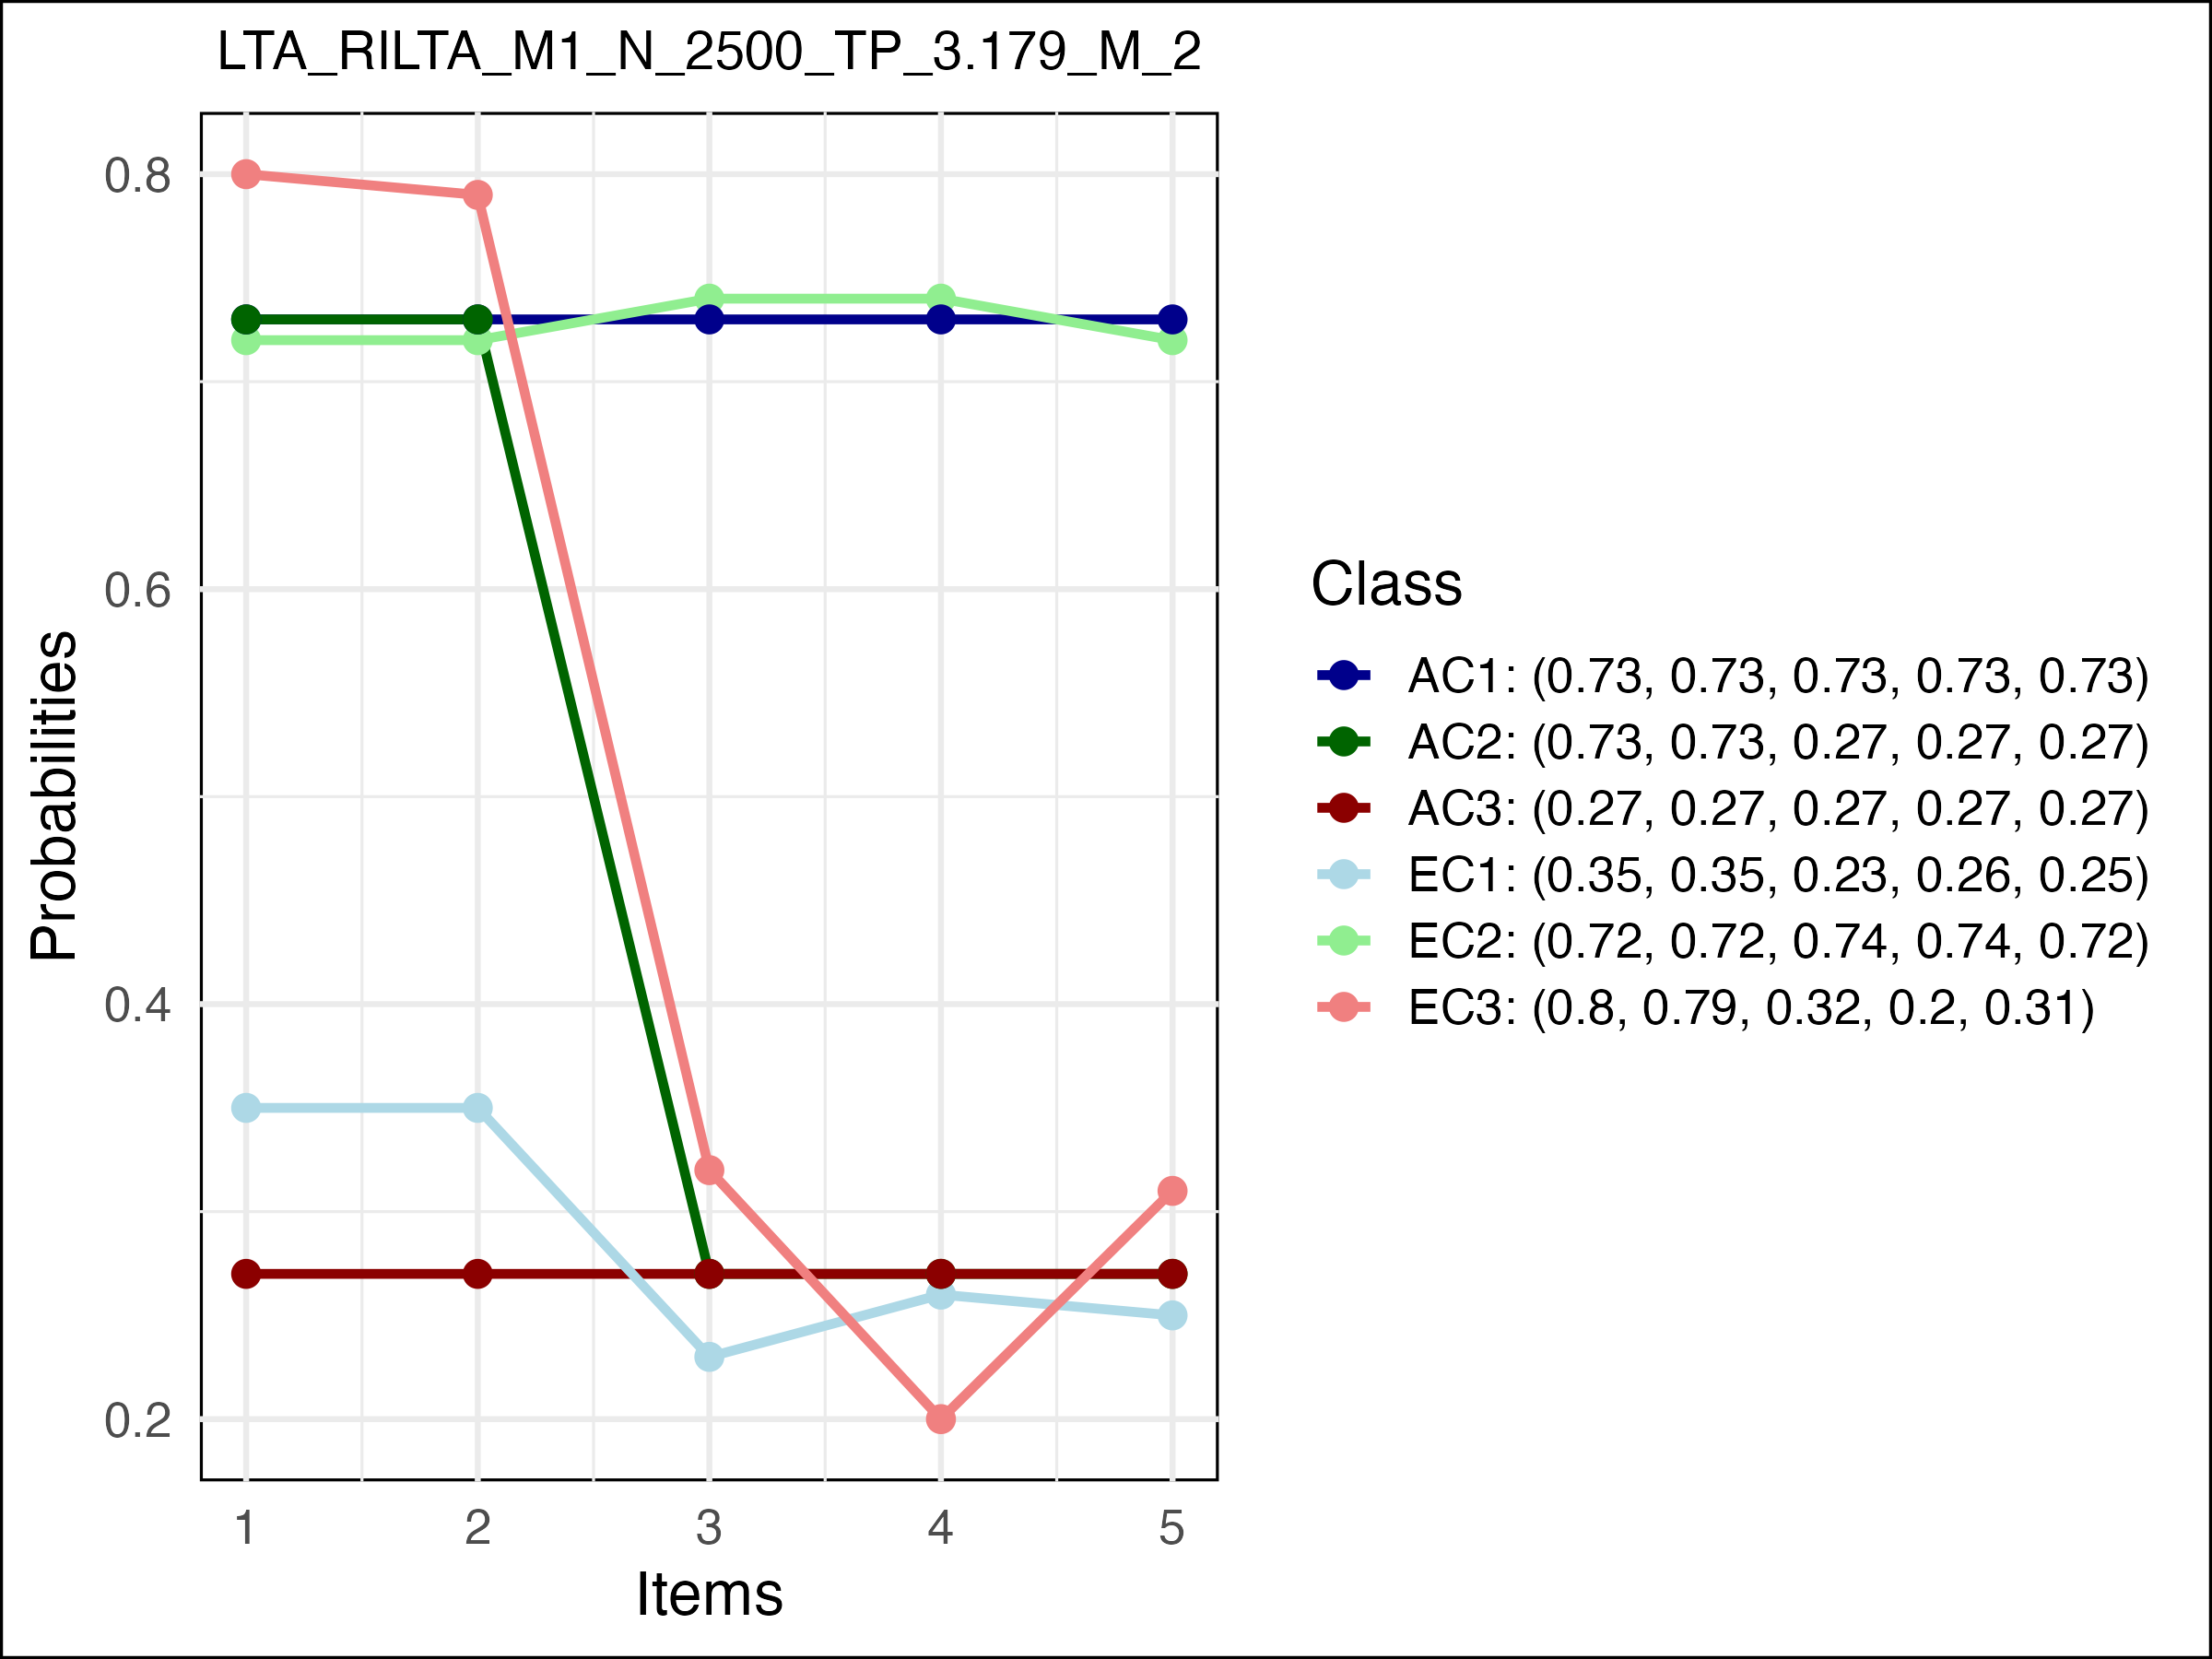 LTA_RILTA_M1_N_2500_TP_3.179_M_2
Probabilities
0.8
0.6
0.4
0.2
1 2 3 4 5
Items
Class
AC1: (0.73, 0.73, 0.73, 0.73, 0.73)
AC2: (0.73, 0.73, 0.27, 0.27, 0.27)
AC3: (0.27, 0.27, 0.27, 0.27, 0.27)
EC1: (0.35, 0.35, 0.23, 0.26, 0.25)
EC2: (0.72, 0.72, 0.74, 0.74, 0.72)
EC3: (0.8, 0.79, 0.32, 0.2, 0.31)